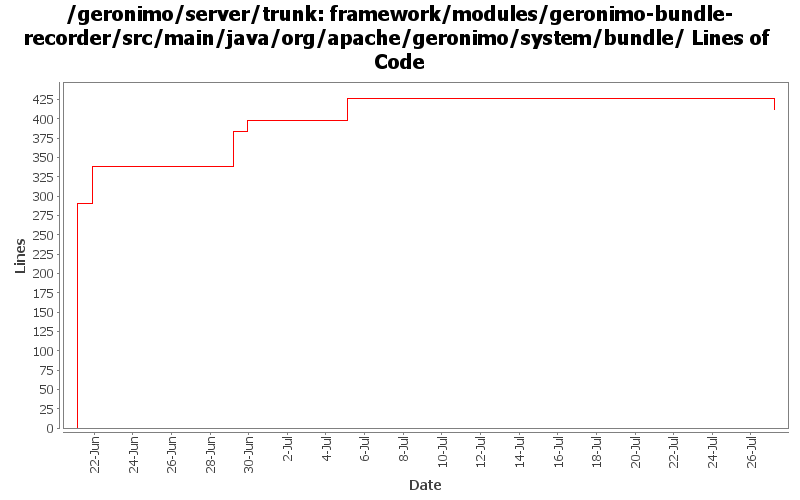 /geronimo/server/trunk: framework/modules/geronimo-bundle-
recorder/src/main/java/org/apache/geronimo/system/bundle/ Lines of
Code
425
400
375
350
325
300
275
250
225
200
175
150
125
100
75
50
25
0
Lines
22-Jun
24-Jun
26-Jun
28-Jun
30-Jun
2-Jul
4-Jul
6-Jul
8-Jul
10-Jul
12-Jul
14-Jul
16-Jul
18-Jul
20-Jul
22-Jul
24-Jul
26-Jul
Date